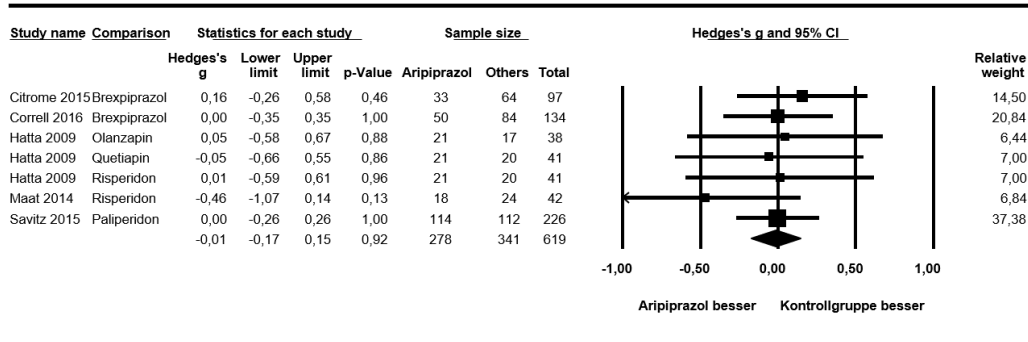 Study name Comparison Statistics for each study Sample size Hedges's g and 95% CI
Hedges's g Lower limit Upper limit p-Value Aripiprazol Others Total Relative weight
Citrome 2015 Brexpiprazol 0,16 -0,26 0,58 0,46 33 64 97 14,50
Correll 2016 Brexpiprazol 0,00 -0,35 0,35 1,00 50 84 134 20,84
Hatta 2009 Olanzapin 0,05 -0,58 0,67 0,88 21 17 38 6,44
Hatta 2009 Quetiapin -0,05 -0,66 0,55 0,86 21 20 41 7,00
Hatta 2009 Risperidon 0,01 -0,59 0,61 0,96 21 20 41 7,00
Maat 2014 Risperidon -0,46 -1,07 0,14 0,13 18 24 42 6,84
Savitz 2015 Paliperidon 0,00 -0,26 0,26 1,00 114 112 226 37,38
-0,01 -0,17 0,15 0,92 278 341 619
-1,00 -0,50 0,00 0,50 1,00
Aripiprazol besser Kontrollgruppe besser